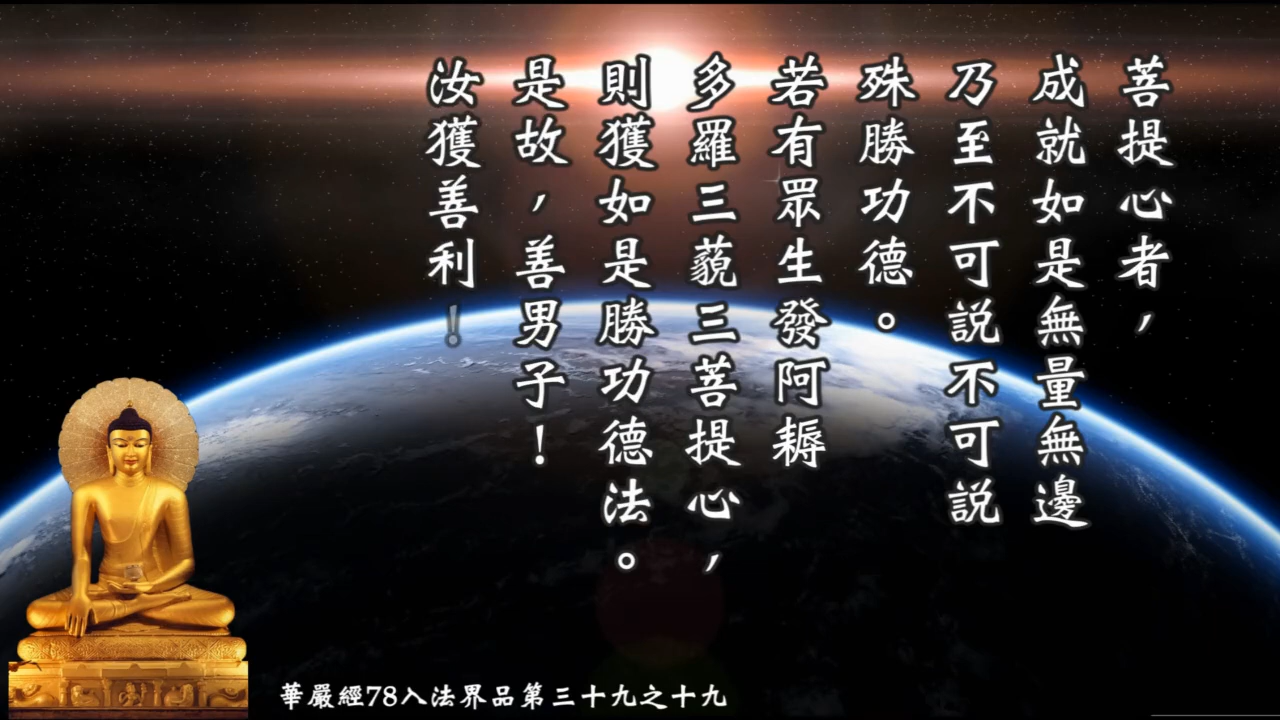 菩提心者，
成就如是無量無邊
乃至不可説不可説
殊勝功德。
若有眾生發阿耨
多羅三藐三菩提心，
則獲如是勝功德法。
是故，善男子！
汝獲善利！
華嚴經78入法界品第三十九之十九